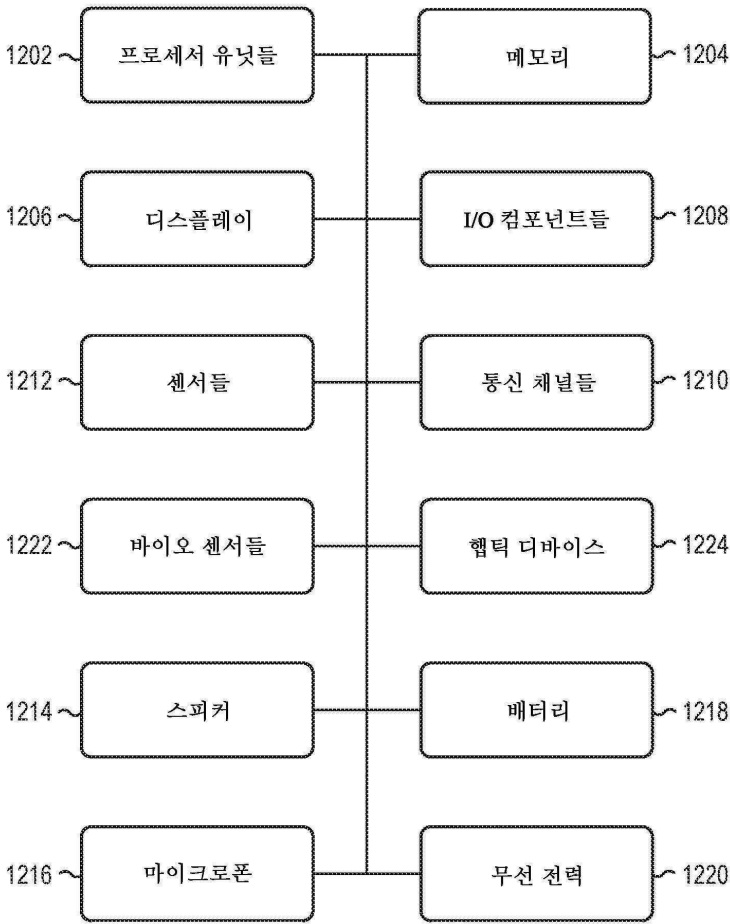 1202 프로세서 유닛들 메모리 1204
1206 디스플레이 I/O 컴포넌트들 1208
1212 센서들 통신 채널들 1210
1222 바이오 센서들 햅틱 디바이스 1224
1214 스피커 배터리 1218
1216 마이크로폰 무선 전력 1220